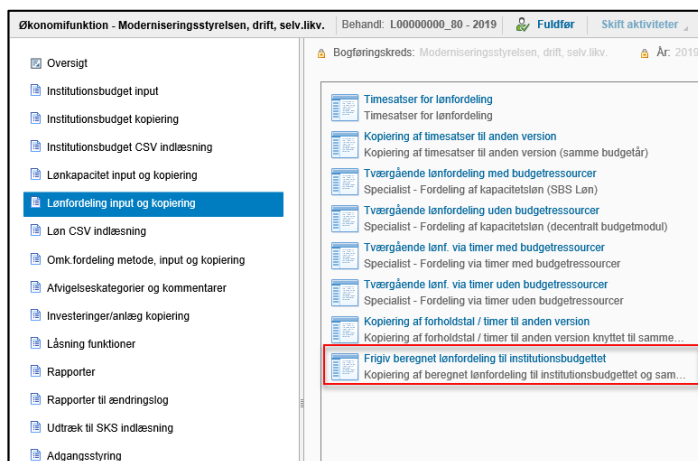 Økonomifunktion - Moderniseringsstyrelsen, drift, selv.likv. Behandl: L00000000_80 - 2019 Fuldfør Skift aktiviteter
Bogføringskreds: Moderniseringsstyrelsen, drift, selv.likv. År: 2019
Oversigt
Institutionsbudget input
Institutionsbudget kopiering
Institutionsbudget CSV indlæsning
Lønkapacitet input og kopiering
Lønfordeling input og kopiering
Løn CSV indlæsning
Omk.fordeling metode, input og kopiering
Afvigelseskategorier og kommentarer
Investeringer/anlæg kopiering
Låsning funktioner
Rapporter
Rapporter til ændringslog
Udtræk til SKS indlæsning
Adgangsstyring
Timesatser for lønfordeling
Timesatser for lønfordeling
Kopiering af timesatser til anden version
Kopiering af timesatser til anden version (samme budgetår)
Tværgående lønfordeling med budgetressourcer
Specialist - Fordeling af kapacitetsløn (SBS Løn)
Tværgående lønfordeling uden budgetressourcer
Specialist - Fordeling af kapacitetsløn (decentralt budgetmodul)
Tværgående lønf. via timer med budgetressourcer
Specialist - Fordeling via timer med budgetressourcer
Tværgående lønf. via timer uden budgetressourcer
Specialist - Fordeling via timer uden budgetressourcer
Kopiering af forholdstal / timer til anden version
Kopiering af forholdstal / timer til anden version knyttet til samme...
Frigiv beregnet lønfordeling til institutionsbudgettet
Kopiering af beregnet lønfordeling til institutionsbudgettet og sam...